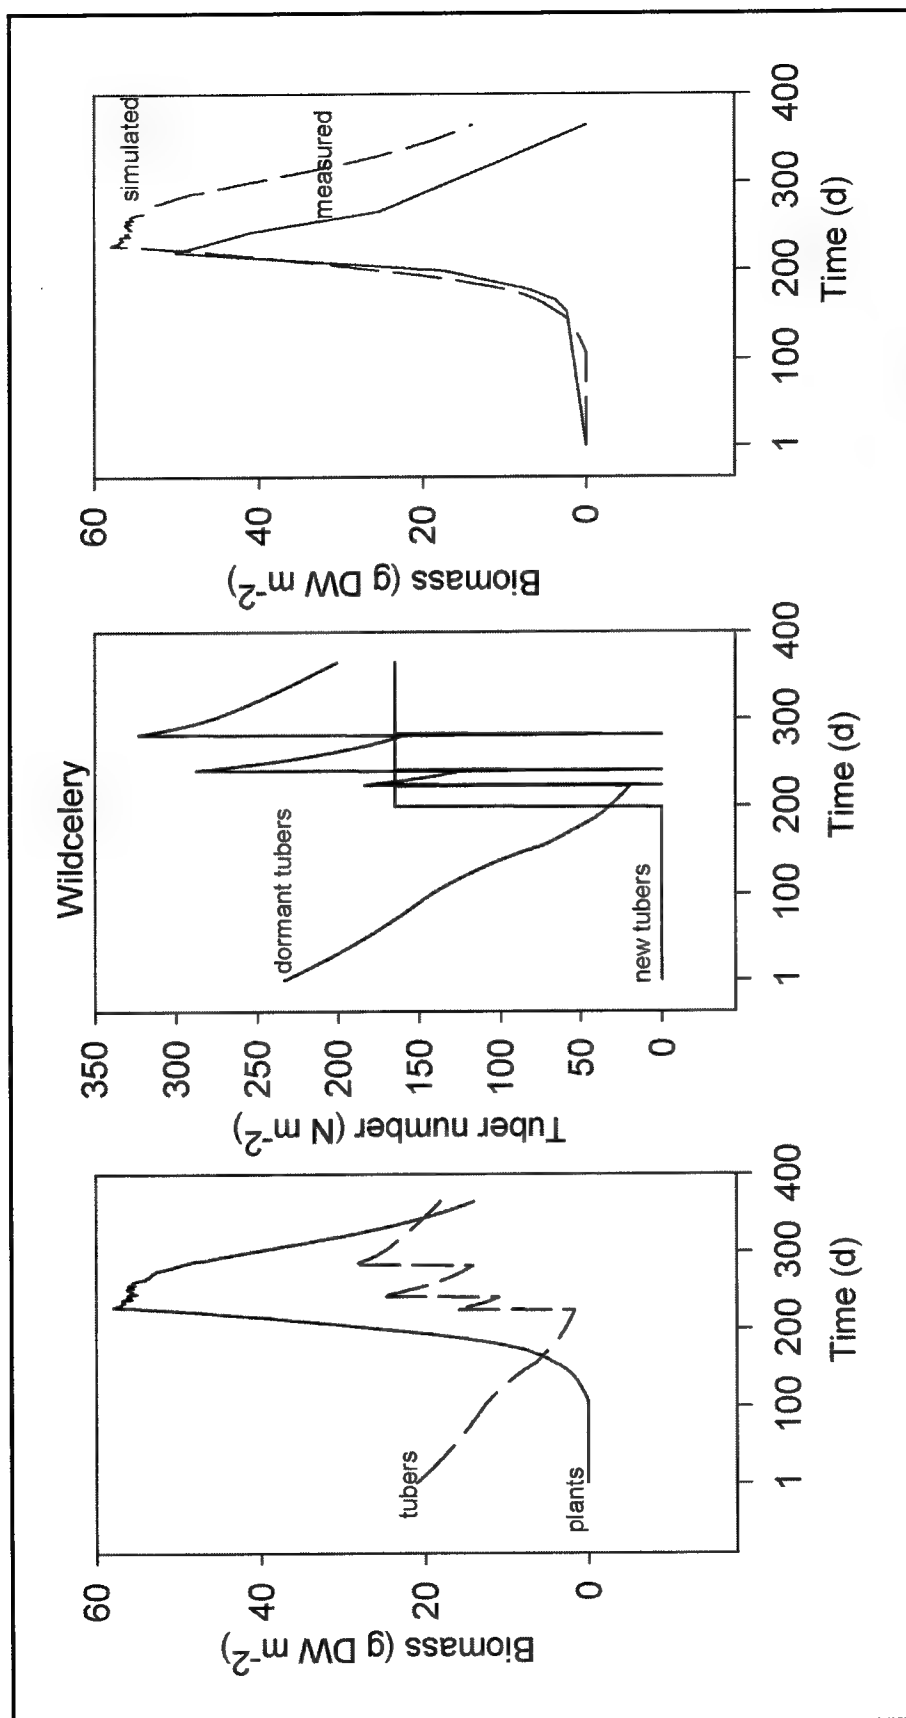 Wildcelery
Biomass (g DW m-2)
60
40
20
0
tubers
plants
1 100 200 300 400
Time (d)
Tuber number (N m-2)
350
300
250
200
150
100
50
0
dormant tubers
new tubers
1 100 200 300 400
Time (d)
Biomass (g DW m-2)
60
40
20
0
simulated
measured
1 100 200 300 400
Time (d)